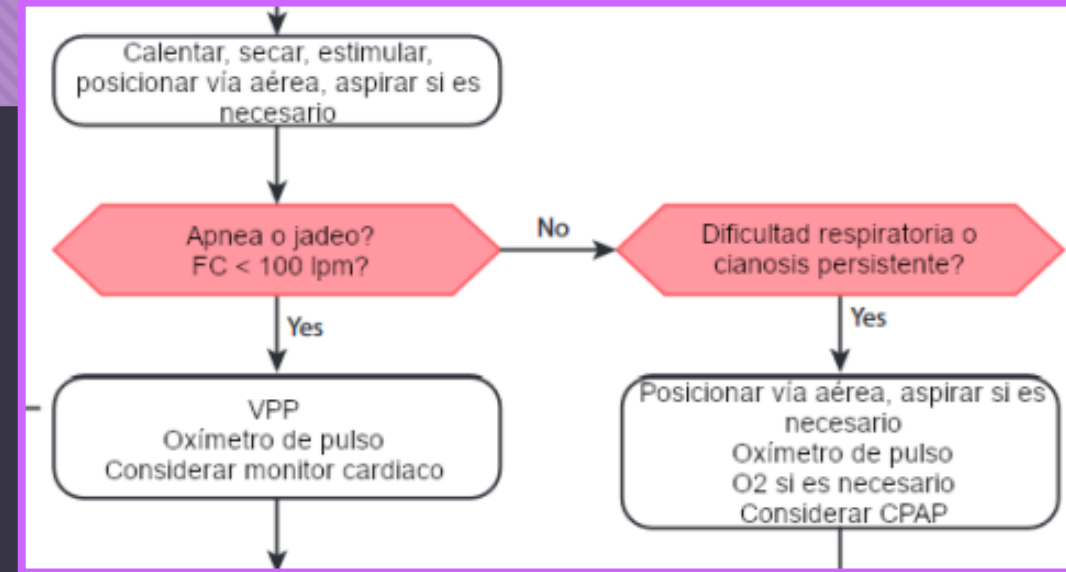 Calentar, secar, estimular,
posicionar vía aérea, aspirar si es
necesario
Apnea o jadeo?
FC < 100 lpm?
No
Dificultad respiratoria o
cianosis persistente?
Yes
Yes
VPP
Oxímetro de pulso
Considerar monitor cardiaco
Posicionar vía aérea, aspirar si es
necesario
Oxímetro de pulso
O2 si es necesario
Considerar CPAP